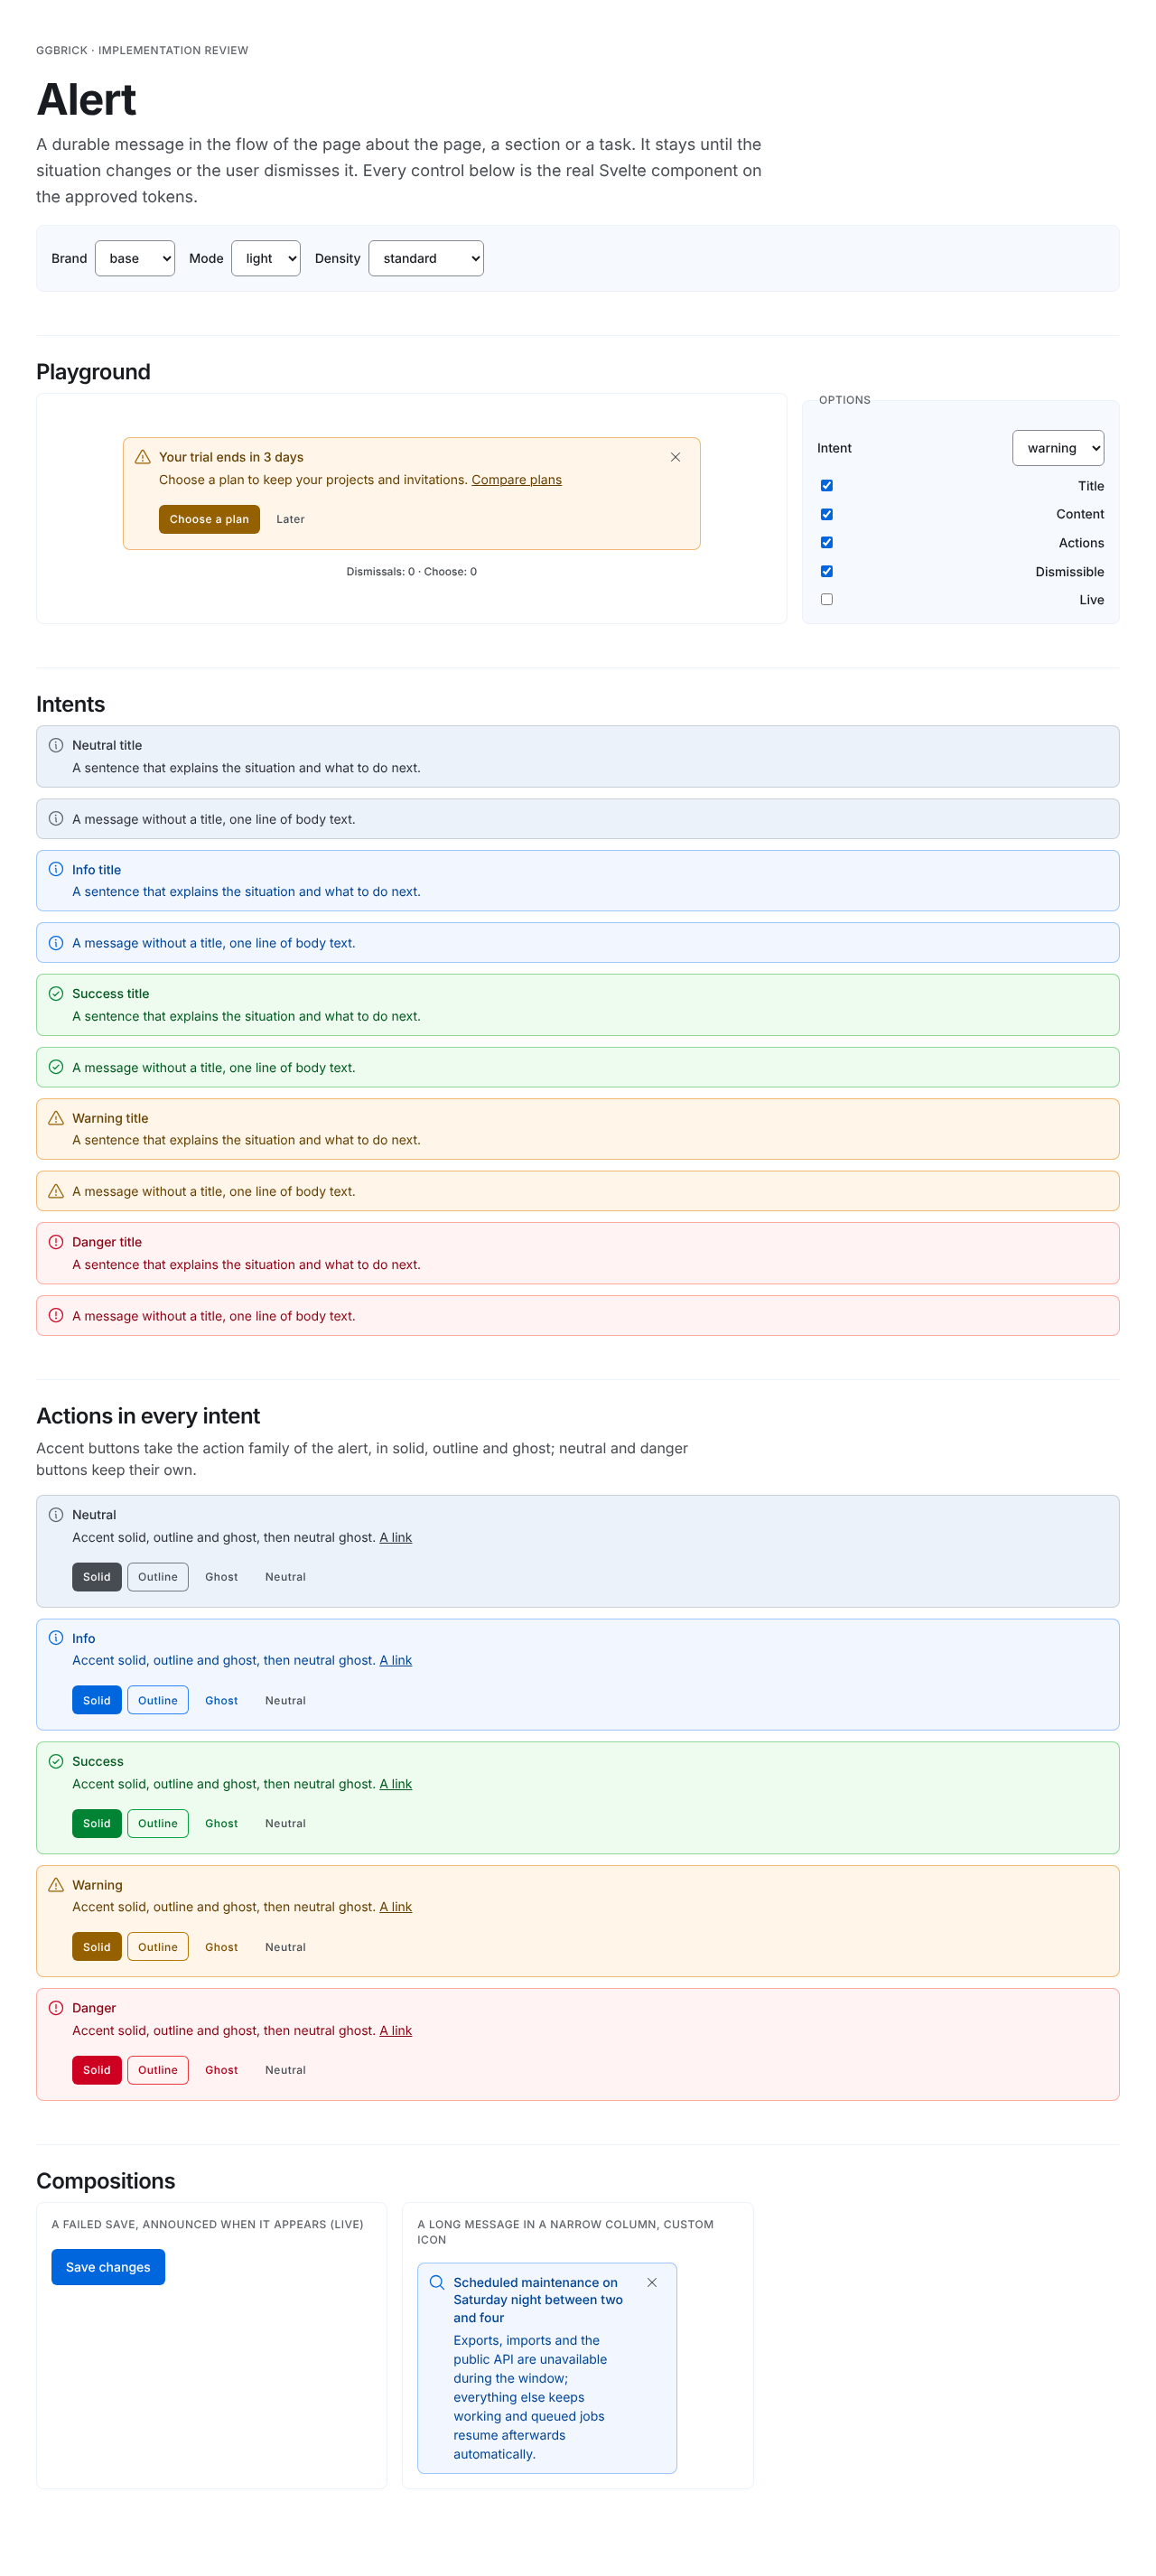 GGBRICK · IMPLEMENTATION REVIEW
Alert
A durable message in the flow of the page about the page, a section or a task. It stays until the
situation changes or the user dismisses it. Every control below is the real Svelte component on
the approved tokens.
Brand base Mode light Density standard
Playground
Your trial ends in 3 days
Choose a plan to keep your projects and invitations. Compare plans
Choose a plan Later
Dismissals: 0 · Choose: 0
OPTIONS
Intent warning
Title
Content
Actions
Dismissible
Live
Intents
Neutral title
A sentence that explains the situation and what to do next.
A message without a title, one line of body text.
Info title
A sentence that explains the situation and what to do next.
A message without a title, one line of body text.
Success title
A sentence that explains the situation and what to do next.
A message without a title, one line of body text.
Warning title
A sentence that explains the situation and what to do next.
A message without a title, one line of body text.
Danger title
A sentence that explains the situation and what to do next.
A message without a title, one line of body text.
Actions in every intent
Accent buttons take the action family of the alert, in solid, outline and ghost; neutral and danger
buttons keep their own.
Neutral
Accent solid, outline and ghost, then neutral ghost. A link
Solid Outline Ghost Neutral
Info
Accent solid, outline and ghost, then neutral ghost. A link
Solid Outline Ghost Neutral
Success
Accent solid, outline and ghost, then neutral ghost. A link
Solid Outline Ghost Neutral
Warning
Accent solid, outline and ghost, then neutral ghost. A link
Solid Outline Ghost Neutral
Danger
Accent solid, outline and ghost, then neutral ghost. A link
Solid Outline Ghost Neutral
Compositions
A FAILED SAVE, ANNOUNCED WHEN IT APPEARS (LIVE)
Save changes
A LONG MESSAGE IN A NARROW COLUMN, CUSTOM
ICON
Scheduled maintenance on
Saturday night between two
and four
Exports, imports and the
public API are unavailable
during the window;
everything else keeps
working and queued jobs
resume afterwards
automatically.